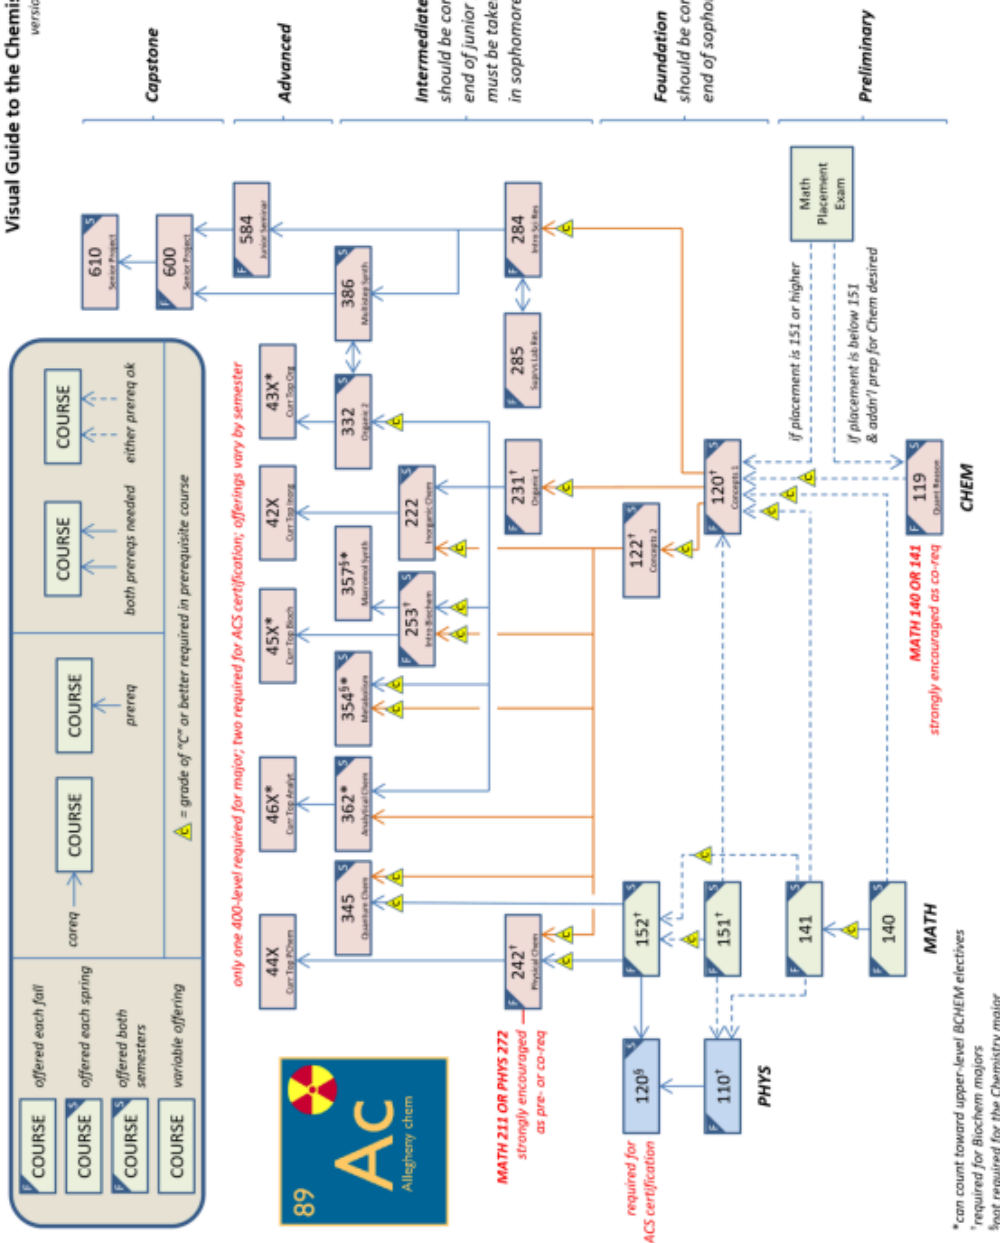 Visual Guide to the Chemis
versio
F COURSE offered each fall
COURSE S offered each spring
F COURSE S offered both
semesters
COURSE variable offering
coreq COURSE
COURSE
prereq
COURSE
both prereqs needed
COURSE
either prereq ok
C = grade of "C" or better required in prerequisite course
Capstone
Advanced
Intermediate
should be cor
end of junior
must be take
in sophomore
Foundation
should be cor
end of sopho
Preliminary
610 S
Senior Project
F 600
Senior Project
F 584
Junior Seminar
only one 400-level required for major; two required for ACS certification; offerings vary by semester
44X
Curr Top PChem
46X*
Curr Top Analyt
45X*
Curr Top Bioch
42X
Curr Top Inorg
43X*
Curr Top Org
345 S
Quantum Chem
362* S
Analytical Chem
354§*
Metabolism
357§*
Macromol Synth
332 S
Organic 2
386 S
Multistep Synth
F 253†
Intro Biochem
222 S
Inorganic Chem
F 242†
Physical Chem
F 231†
Organic 1
F 285
Suprvs Lab Res
F 284 S
Intro Sci Res
C
C
C
C
C
C
C
C
C
C
C
C
C
MATH 211 OR PHYS 272
strongly encouraged
as pre- or co-req
89
Ac
Allegheny chem
required for
ACS certification
120§ S
F 110†
PHYS
F 152† S
F 151† S
141 S
140 S
MATH
C
C
C
122† S
Concepts 2
F 120† S
Concepts 1
C
C
C
C
F 119
Quant Reason
CHEM
MATH 140 OR 141
strongly encouraged as co-req
Math
Placement
Exam
if placement is 151 or higher
if placement is below 151
& addn'l prep for Chem desired
*can count toward upper-level BCHEM electives
†required for Biochem majors
§not required for the Chemistry major